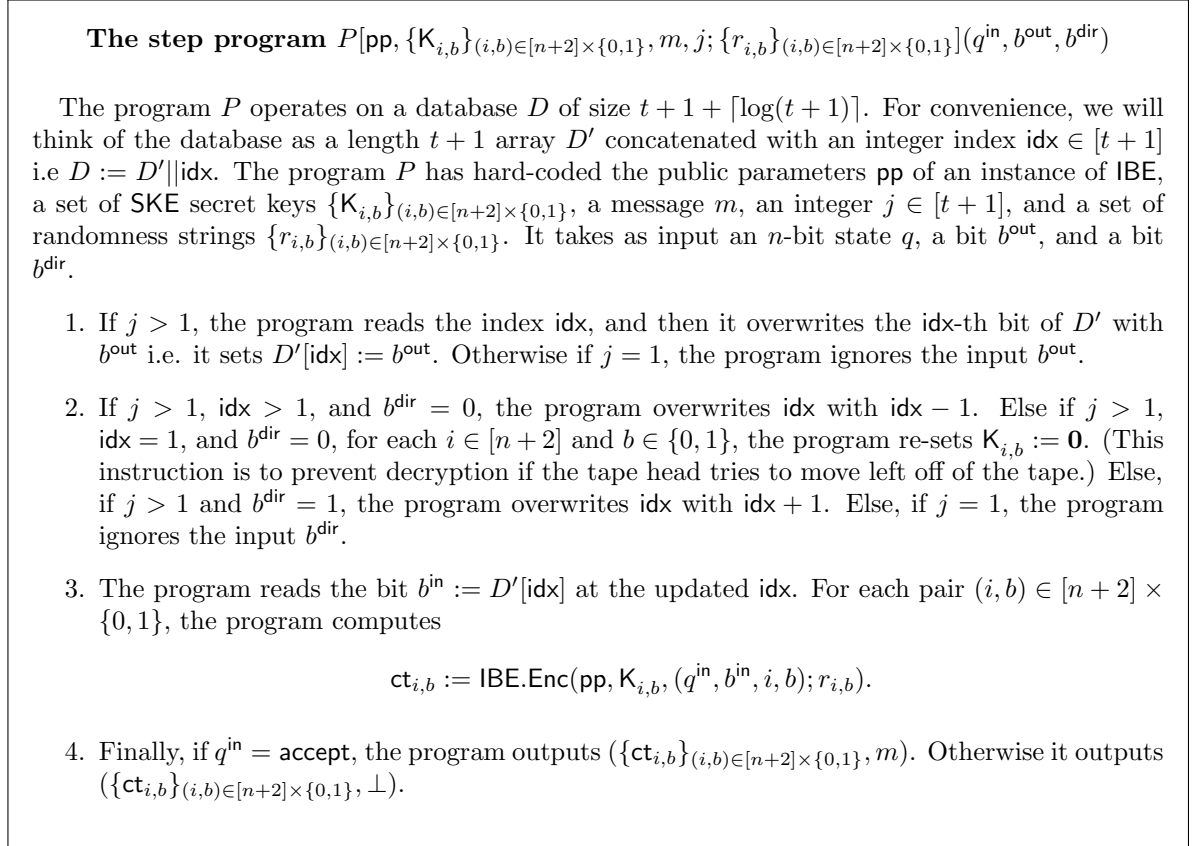 The step program P[pp, {K_{i,b}}_{(i,b)∈[n+2]×{0,1}}, m, j; {r_{i,b}}_{(i,b)∈[n+2]×{0,1}}](q^in, b^out, b^dir)
The program P operates on a database D of size t + 1 + ⌈log(t + 1)⌉. For convenience, we will
think of the database as a length t + 1 array D′ concatenated with an integer index idx ∈ [t + 1]
i.e D := D′||idx. The program P has hard-coded the public parameters pp of an instance of IBE,
a set of SKE secret keys {K_{i,b}}_{(i,b)∈[n+2]×{0,1}}, a message m, an integer j ∈ [t + 1], and a set of
randomness strings {r_{i,b}}_{(i,b)∈[n+2]×{0,1}}. It takes as input an n-bit state q, a bit b^out, and a bit
b^dir.
1. If j > 1, the program reads the index idx, and then it overwrites the idx-th bit of D′ with
b^out i.e. it sets D′[idx] := b^out. Otherwise if j = 1, the program ignores the input b^out.
2. If j > 1, idx > 1, and b^dir = 0, the program overwrites idx with idx − 1. Else if j > 1,
idx = 1, and b^dir = 0, for each i ∈ [n + 2] and b ∈ {0, 1}, the program re-sets K_{i,b} := 0. (This
instruction is to prevent decryption if the tape head tries to move left off of the tape.) Else,
if j > 1 and b^dir = 1, the program overwrites idx with idx + 1. Else, if j = 1, the program
ignores the input b^dir.
3. The program reads the bit b^in := D′[idx] at the updated idx. For each pair (i, b) ∈ [n + 2] ×
{0, 1}, the program computes
ct_{i,b} := IBE.Enc(pp, K_{i,b}, (q^in, b^in, i, b); r_{i,b}).
4. Finally, if q^in = accept, the program outputs ({ct_{i,b}}_{(i,b)∈[n+2]×{0,1}}, m). Otherwise it outputs
({ct_{i,b}}_{(i,b)∈[n+2]×{0,1}}, ⊥).